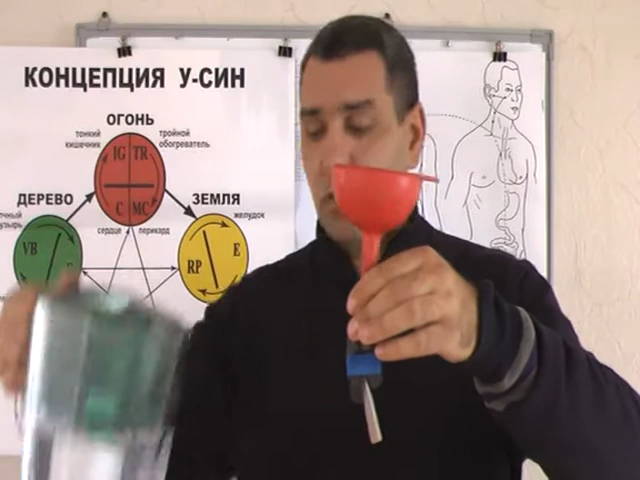 КОНЦЕПЦИЯ У-СИН
ОГОНЬ
тонкий кишечник
тройной обогреватель
IG TR
C MC
ДЕРЕВО
ЗЕМЛЯ
желудок
сердце перикард
VB
RP E